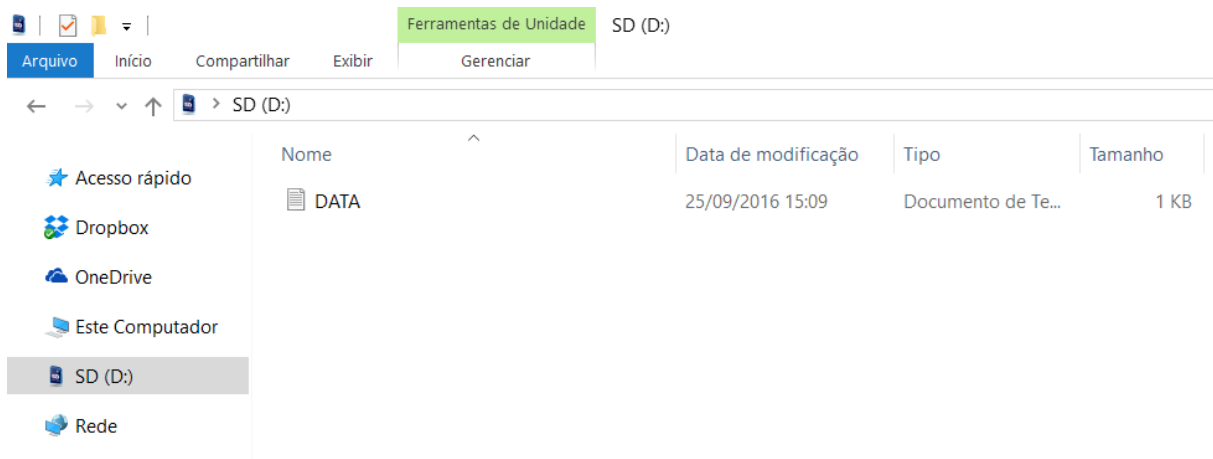 Ferramentas de Unidade SD (D:)
Arquivo Início Compartilhar Exibir Gerenciar
SD (D:)
Nome Data de modificação Tipo Tamanho
Acesso rápido
DATA 25/09/2016 15:09 Documento de Te... 1 KB
Dropbox
OneDrive
Este Computador
SD (D:)
Rede